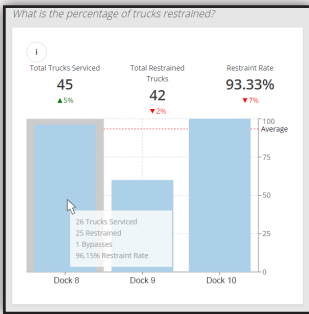 What is the percentage of trucks restrained?
i
Total Trucks Serviced
45
▲5%
Total Restrained
Trucks
42
▼2%
Restraint Rate
93.33%
▼7%
100
Average
75
50
25
0
26 Trucks Serviced
25 Restrained
1 Bypasses
96.15% Restraint Rate
Dock 8 Dock 9 Dock 10